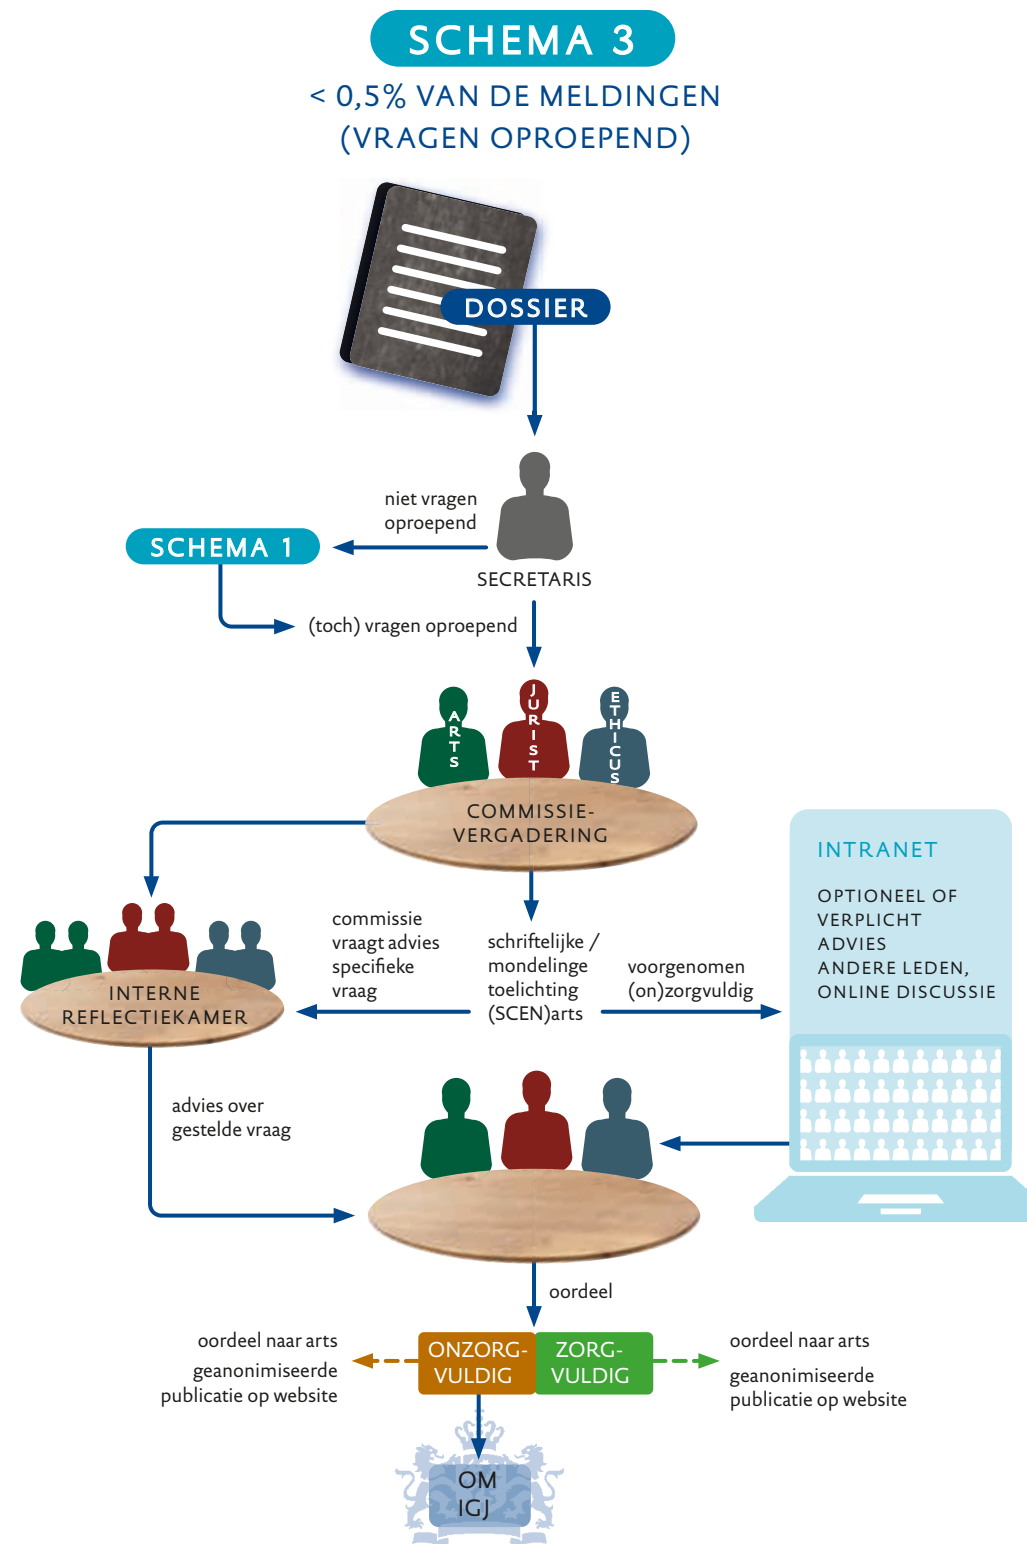 SCHEMA 3
< 0,5% VAN DE MELDINGEN
(VRAGEN OPROEPEND)
DOSSIER
niet vragen
oproepend
SCHEMA 1
SECRETARIS
(toch) vragen oproepend
ARTS
JURIST
ETHICUS
COMMISSIE-
VERGADERING
INTRANET
OPTIONEEL OF
VERPLICHT
ADVIES
ANDERE LEDEN,
ONLINE DISCUSSIE
commissie
vraagt advies
specifieke
vraag
schriftelijke /
mondelinge
toelichting
(SCEN)arts
voorgenomen
(on)zorgvuldig
INTERNE
REFLECTIEKAMER
advies over
gestelde vraag
oordeel
oordeel naar arts
geanonimiseerde
publicatie op website
ONZORG-
VULDIG
ZORG-
VULDIG
oordeel naar arts
geanonimiseerde
publicatie op website
OM
IGJ